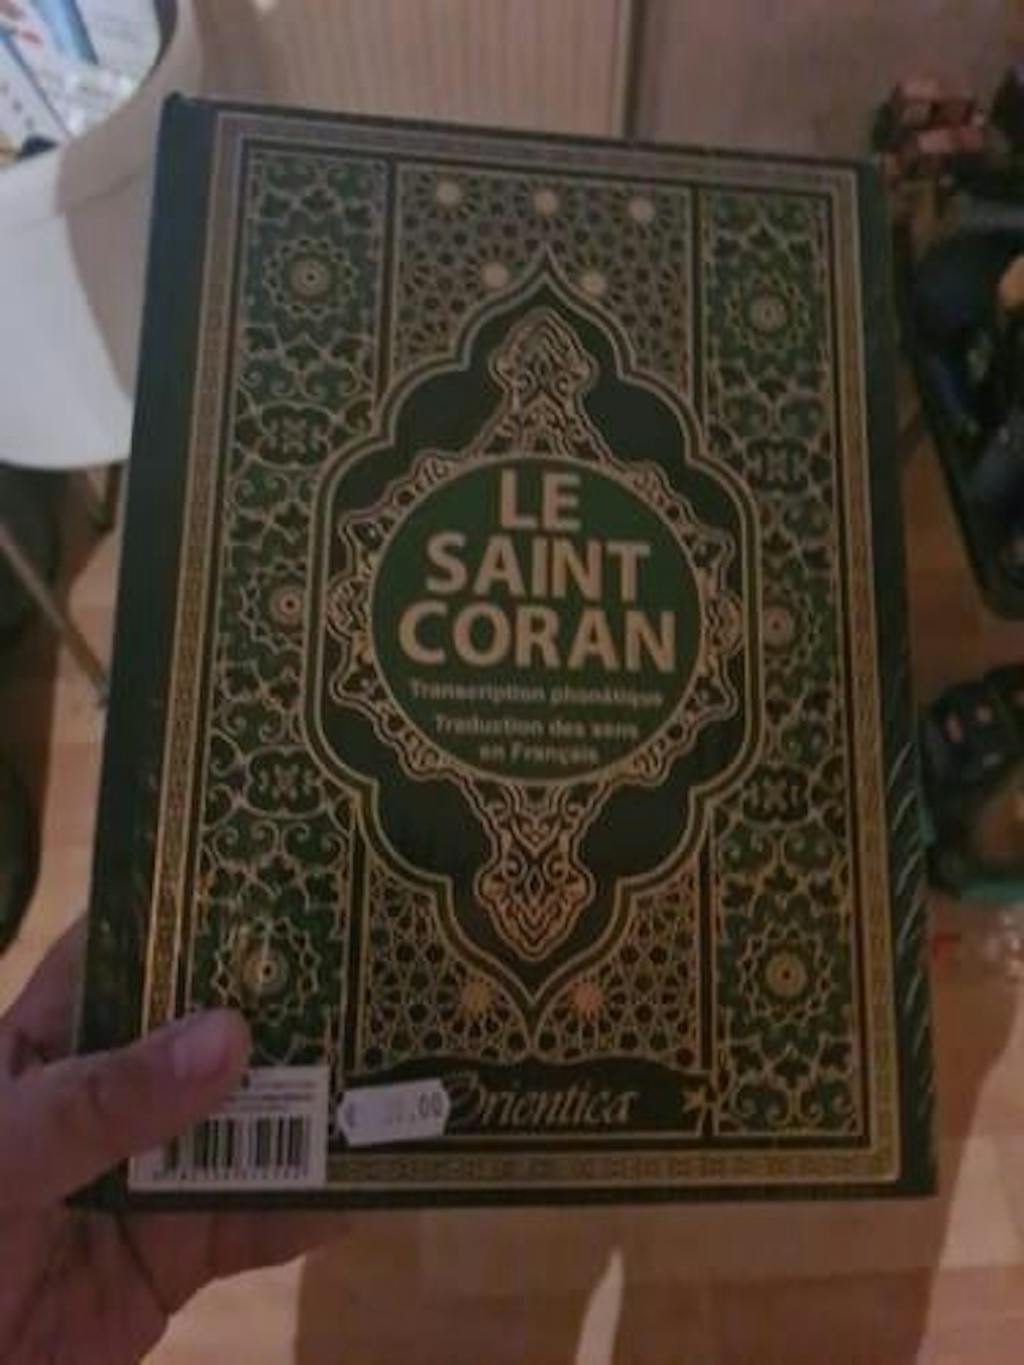 LE
SAINT
CORAN
Transcription phonétique
Traduction des sens
en Français
Orientica